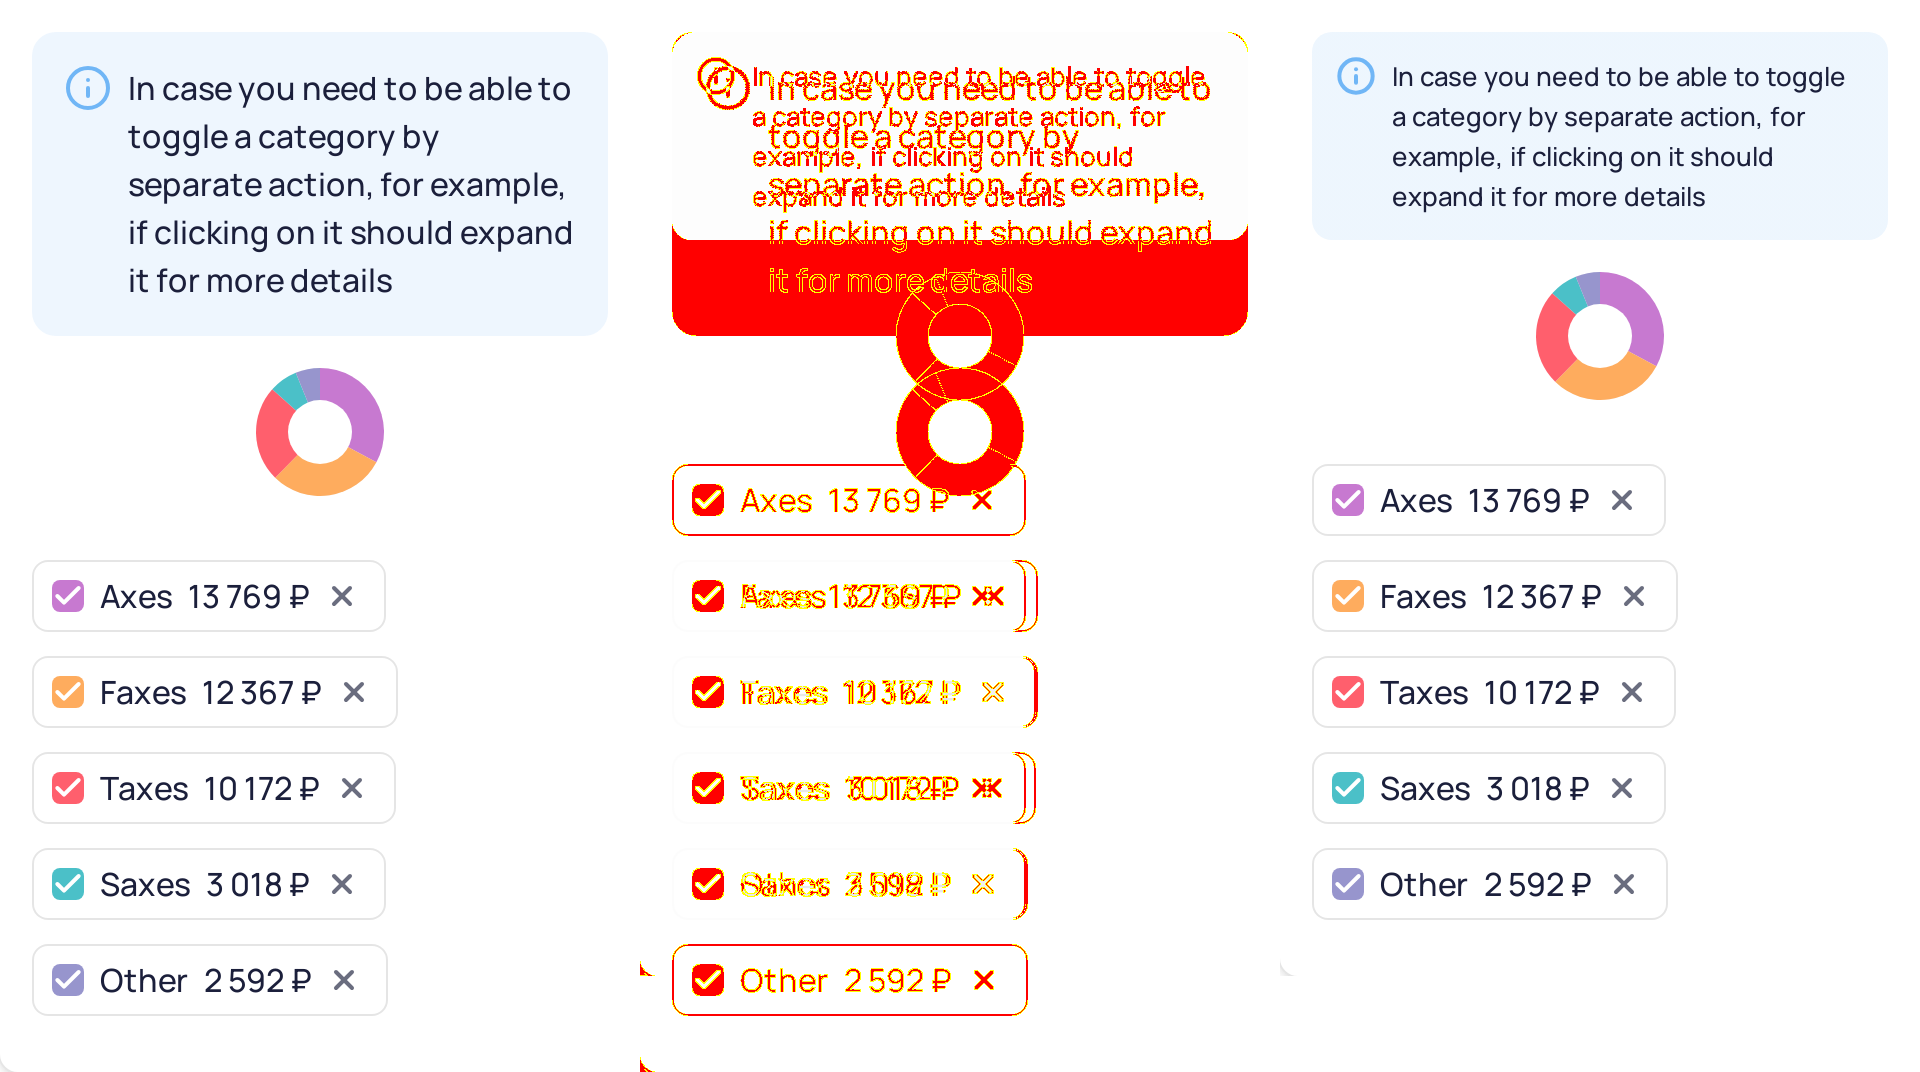 In case you need to be able to
toggle a category by
separate action, for example,
if clicking on it should expand
it for more details
Axes 13 769 ₽
Faxes 12 367 ₽
Taxes 10 172 ₽
Saxes 3 018 ₽
Other 2 592 ₽
In case you need to be able to toggle
a category by separate action, for
example, if clicking on it should
expand it for more details
In case you need to be able to
toggle a category by
separate action, for example,
if clicking on it should expand
it for more details
Axes 13 769 ₽
Other 2 592 ₽
In case you need to be able to toggle
a category by separate action, for
example, if clicking on it should
expand it for more details
Axes 13 769 ₽
Faxes 12 367 ₽
Taxes 10 172 ₽
Saxes 3 018 ₽
Other 2 592 ₽